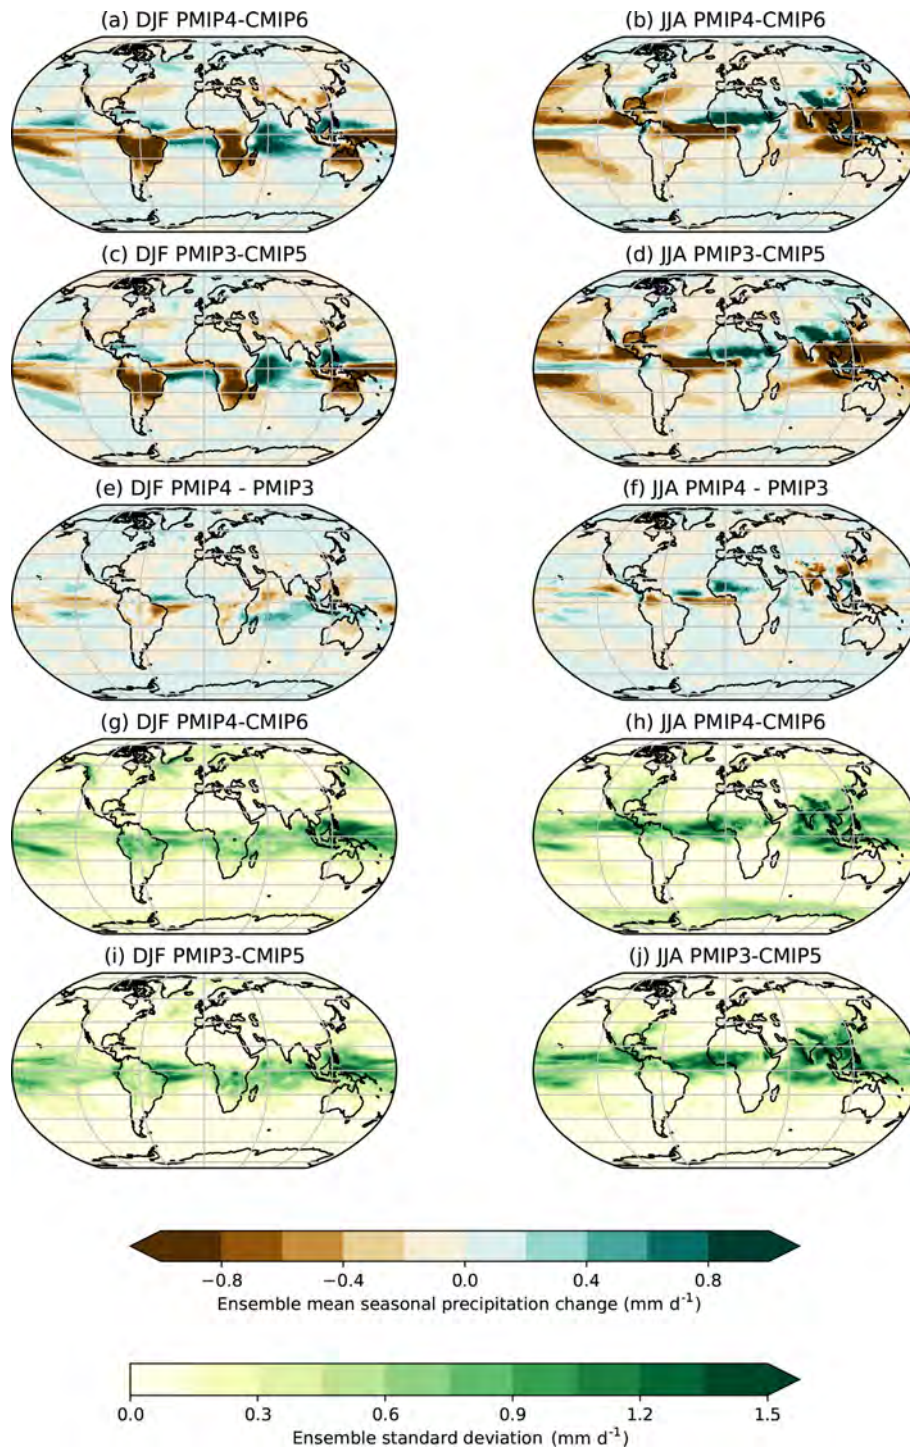 (a) DJF PMIP4-CMIP6
(b) JJA PMIP4-CMIP6
(c) DJF PMIP3-CMIP5
(d) JJA PMIP3-CMIP5
(e) DJF PMIP4 - PMIP3
(f) JJA PMIP4 - PMIP3
(g) DJF PMIP4-CMIP6
(h) JJA PMIP4-CMIP6
(i) DJF PMIP3-CMIP5
(j) JJA PMIP3-CMIP5
−0.8 −0.4 0.0 0.4 0.8
Ensemble mean seasonal precipitation change (mm d⁻¹)
0.0 0.3 0.6 0.9 1.2 1.5
Ensemble standard deviation (mm d⁻¹)